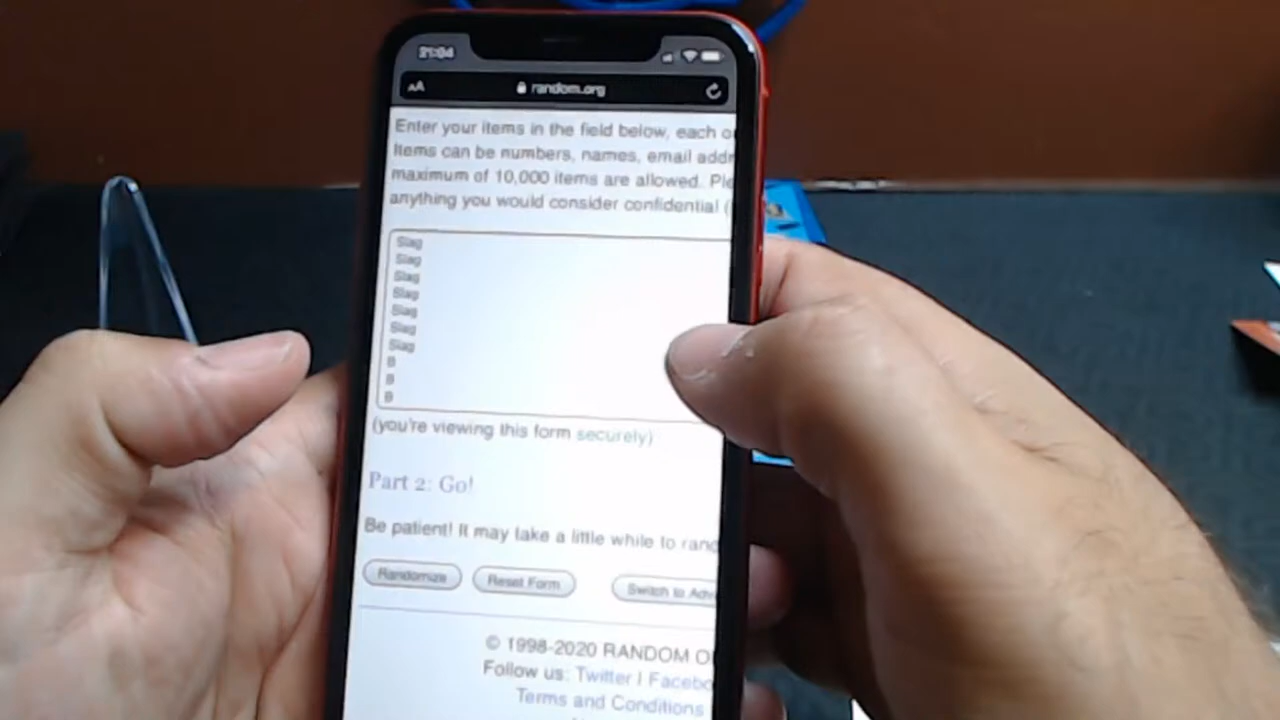 21:04
AA random.org
Enter your items in the field below, each o
Items can be numbers, names, email addr
maximum of 10,000 items are allowed. Ple
anything you would consider confidential (
Slag
Slag
Slag
Slag
Slag
Slag
Slag
B
B
B
(you're viewing this form securely)
Part 2: Go!
Be patient! It may take a little while to rand
Randomize Reset Form Switch to Adv
© 1998-2020 RANDOM O
Follow us: Twitter | Facebo
Terms and Conditions